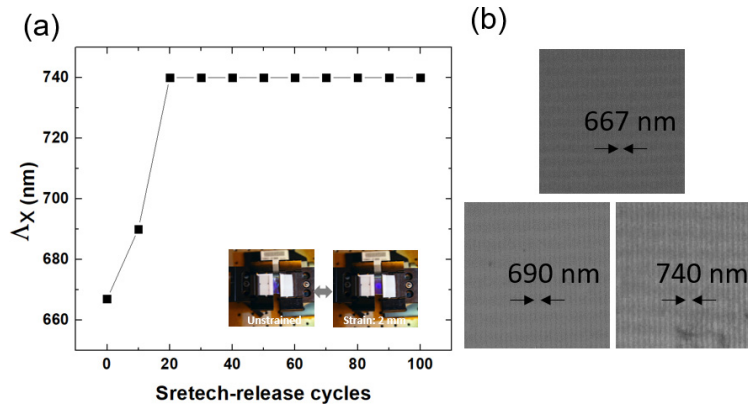 (a)
(b)
740
720
700
680
660
Λx (nm)
0 20 40 60 80 100
Sretech-release cycles
Unstrained
Strain: 2 mm
667 nm
690 nm
740 nm